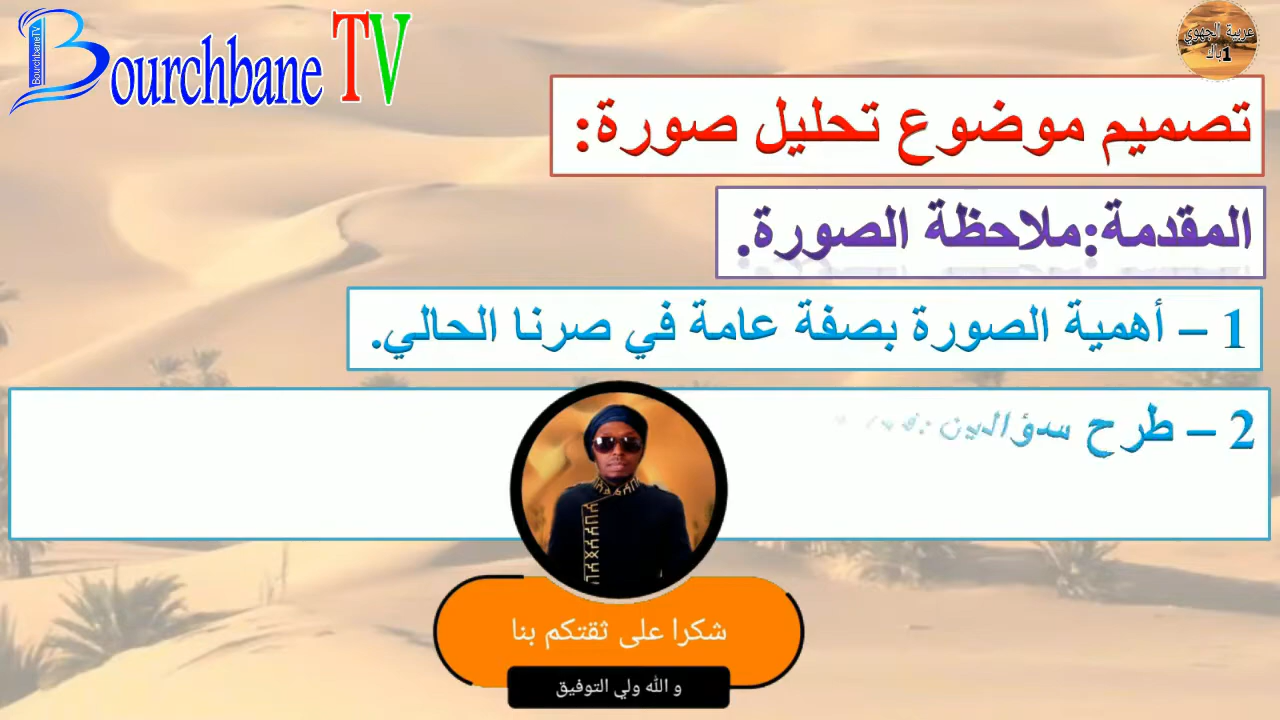 Bourchbane TV
BourchbaneTV
عربية الجهوي
1باك
تصميم موضوع تحليل صورة:
المقدمة:ملاحظة الصورة.
1 – أهمية الصورة بصفة عامة في صرنا الحالي.
2 – طرح سؤالين:
شكرا على ثقتكم بنا
و الله ولي التوفيق